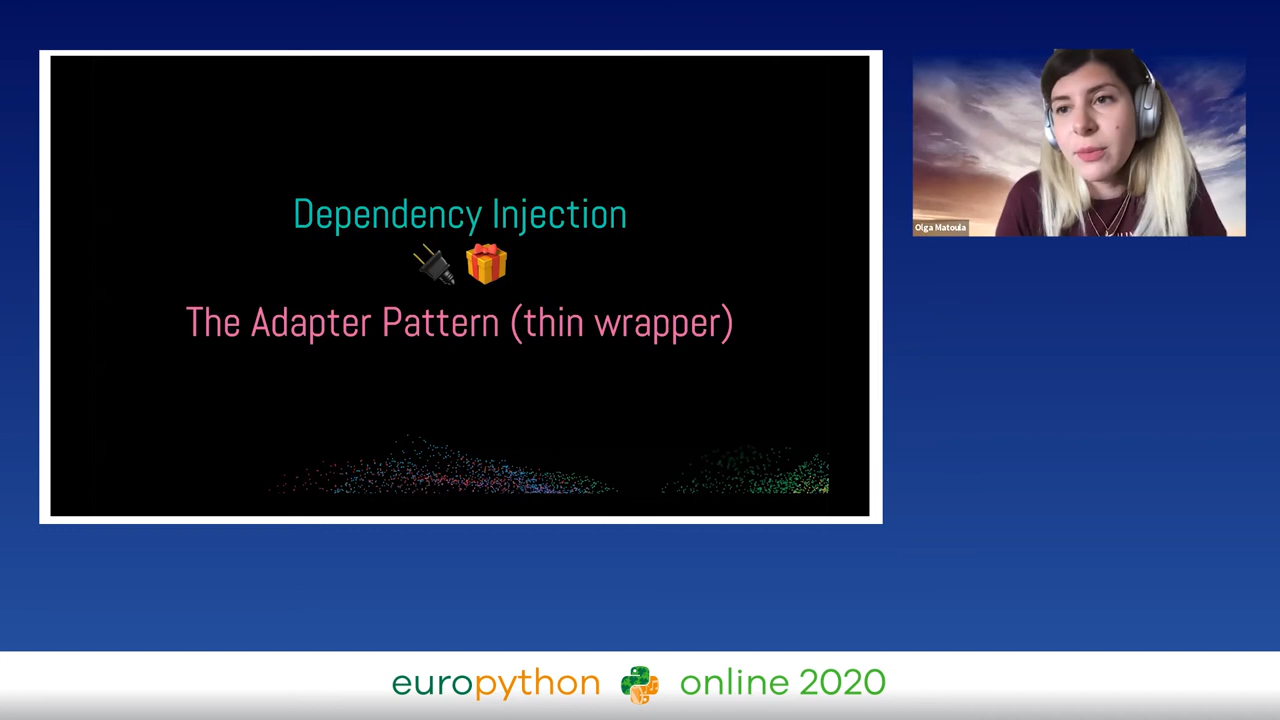 Dependency Injection
The Adapter Pattern (thin wrapper)
Olga Matoula
europython online 2020